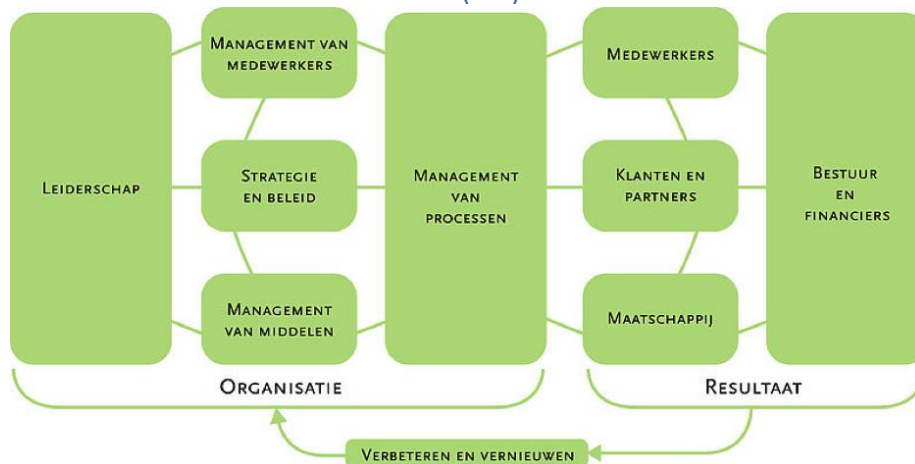 Management van
medewerkers
Medewerkers
Leiderschap
Strategie
en beleid
Management
van
processen
Klanten en
partners
Bestuur
en
financiers
Management
van middelen
Maatschappij
Organisatie
Resultaat
Verbeteren en vernieuwen